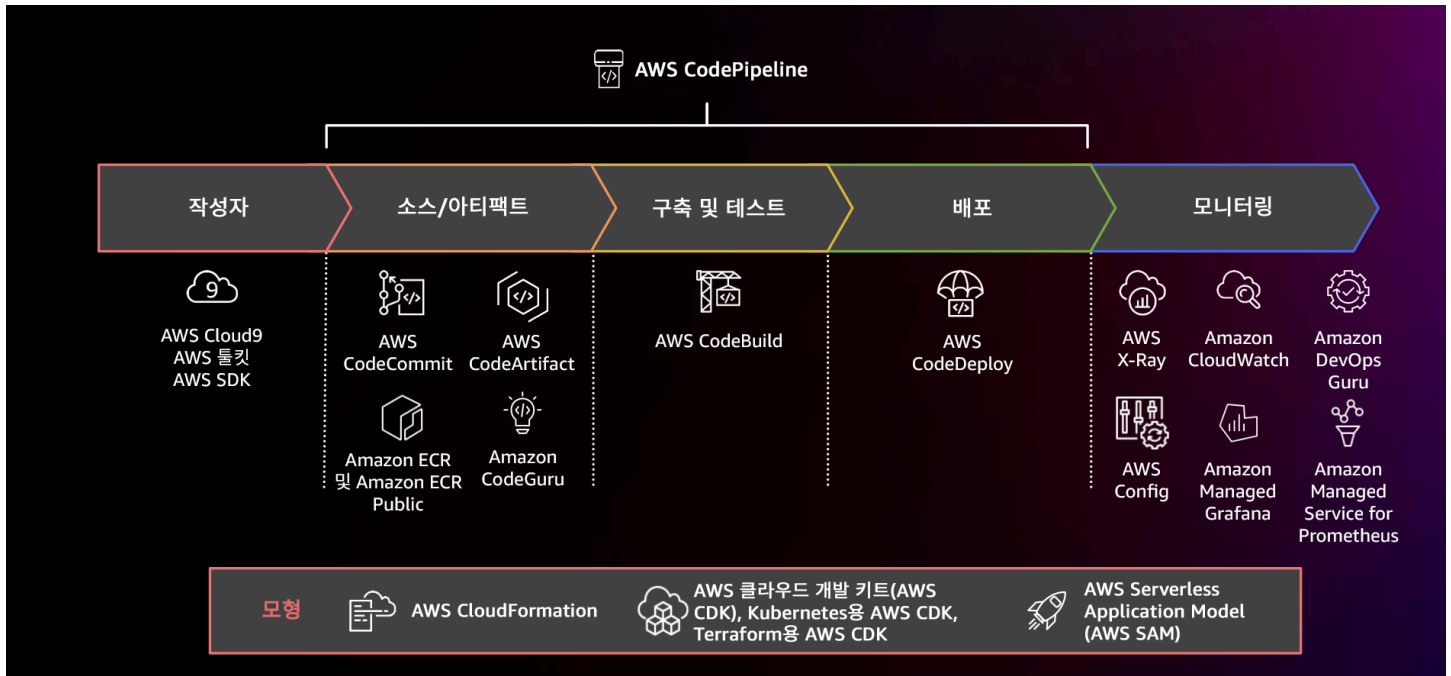 AWS CodePipeline
작성자
소스/아티팩트
구축 및 테스트
배포
모니터링
9
AWS Cloud9
AWS 툴킷
AWS SDK
AWS
CodeCommit
AWS
CodeArtifact
Amazon ECR
및 Amazon ECR
Public
Amazon
CodeGuru
AWS CodeBuild
AWS
CodeDeploy
AWS
X-Ray
Amazon
CloudWatch
Amazon
DevOps
Guru
AWS
Config
Amazon
Managed
Grafana
Amazon
Managed
Service for
Prometheus
모형
AWS CloudFormation
AWS 클라우드 개발 키트(AWS
CDK), Kubernetes용 AWS CDK,
Terraform용 AWS CDK
AWS Serverless
Application Model
(AWS SAM)